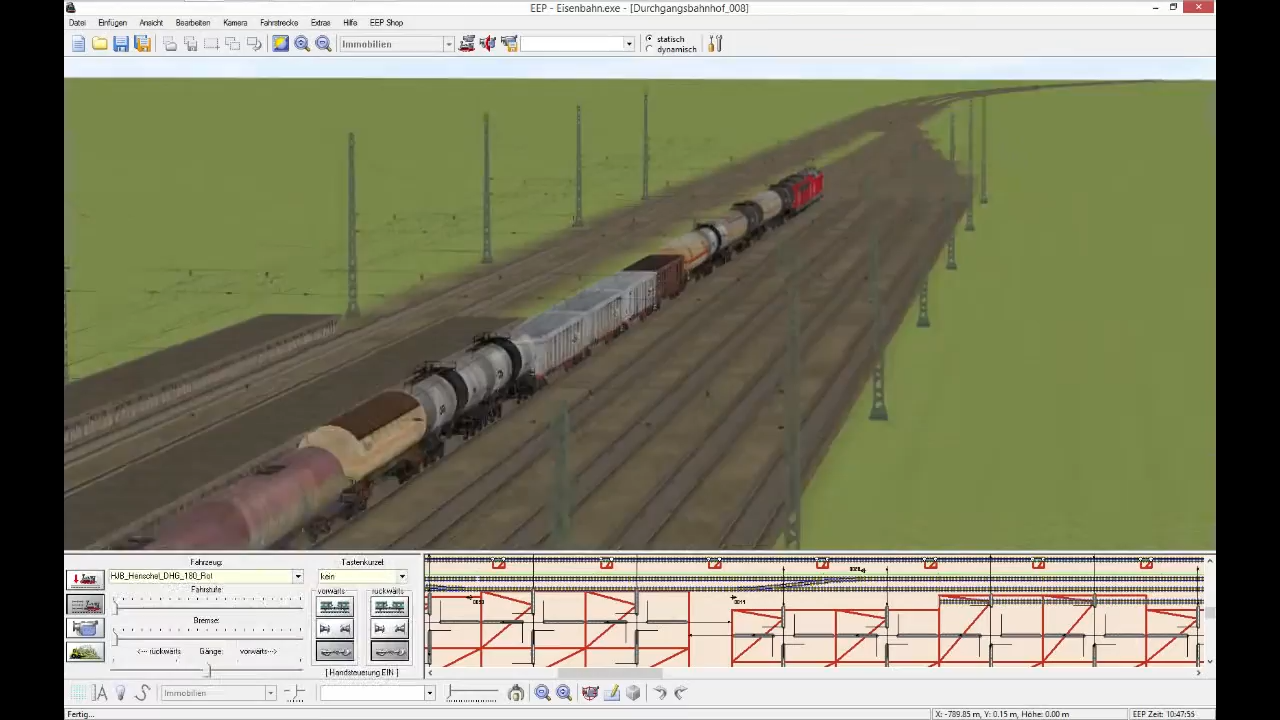 EEP - Eisenbahn.exe - [Durchgangsbahnhof_008]
Datei Einfügen Ansicht Bearbeiten Kamera Fahrstrecke Extras Hilfe EEP Shop
Immobilien
statisch
dynamisch
Fahrzeug:
Tastenkürzel:
HJB_Henschel_DHG_180_Rot
kein
Fahrstufe:
vorwärts
rückwärts
Bremse:
<--- rückwärts Gänge: vorwärts--->
[ Handsteuerung EIN ]
0011
Immobilien
Fertig...
X: -789.85 m, Y: 0.15 m, Höhe: 0.00 m
EEP Zeit: 10:47:56